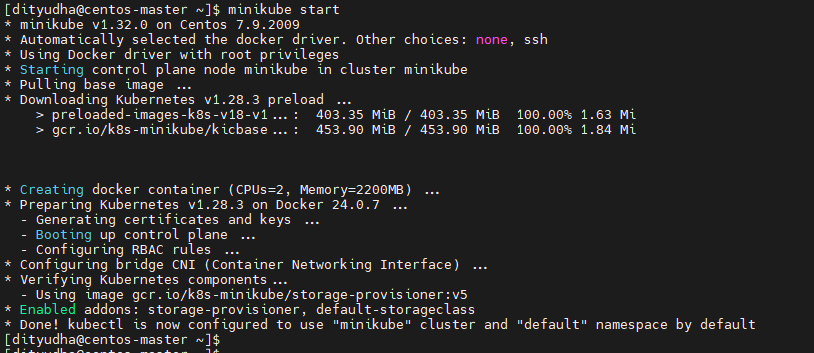 [dityudha@centos-master ~]$ minikube start
* minikube v1.32.0 on Centos 7.9.2009
* Automatically selected the docker driver. Other choices: none, ssh
* Using Docker driver with root privileges
* Starting control plane node minikube in cluster minikube
* Pulling base image ...
* Downloading Kubernetes v1.28.3 preload ...
    > preloaded-images-k8s-v18-v1...:  403.35 MiB / 403.35 MiB  100.00% 1.63 Mi
    > gcr.io/k8s-minikube/kicbase...:  453.90 MiB / 453.90 MiB  100.00% 1.84 Mi
* Creating docker container (CPUs=2, Memory=2200MB) ...
* Preparing Kubernetes v1.28.3 on Docker 24.0.7 ...
  - Generating certificates and keys ...
  - Booting up control plane ...
  - Configuring RBAC rules ...
* Configuring bridge CNI (Container Networking Interface) ...
* Verifying Kubernetes components...
  - Using image gcr.io/k8s-minikube/storage-provisioner:v5
* Enabled addons: storage-provisioner, default-storageclass
* Done! kubectl is now configured to use "minikube" cluster and "default" namespace by default
[dityudha@centos-master ~]$
[dityudha@centos-master ~]$